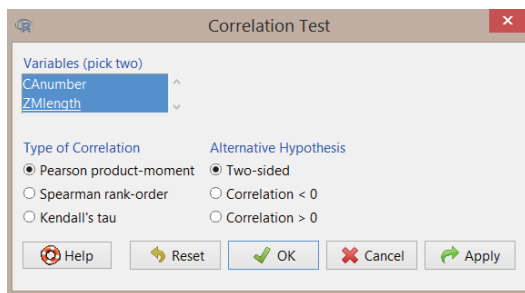 Correlation Test
Variables (pick two)
CAnumber
ZMlength
Type of Correlation
Alternative Hypothesis
Pearson product-moment
Two-sided
Spearman rank-order
Correlation < 0
Kendall's tau
Correlation > 0
Help
Reset
OK
Cancel
Apply